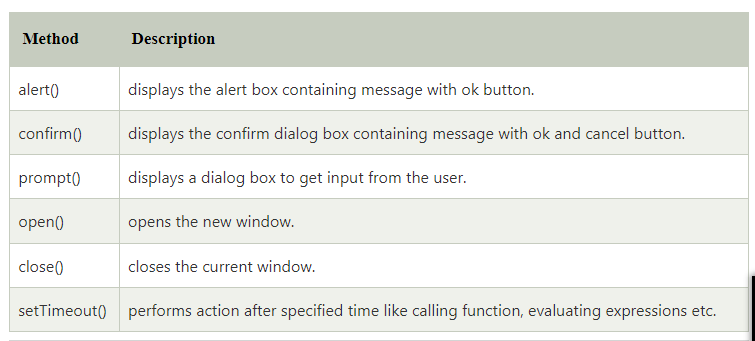 Method Description
alert() displays the alert box containing message with ok button.
confirm() displays the confirm dialog box containing message with ok and cancel button.
prompt() displays a dialog box to get input from the user.
open() opens the new window.
close() closes the current window.
setTimeout() performs action after specified time like calling function, evaluating expressions etc.